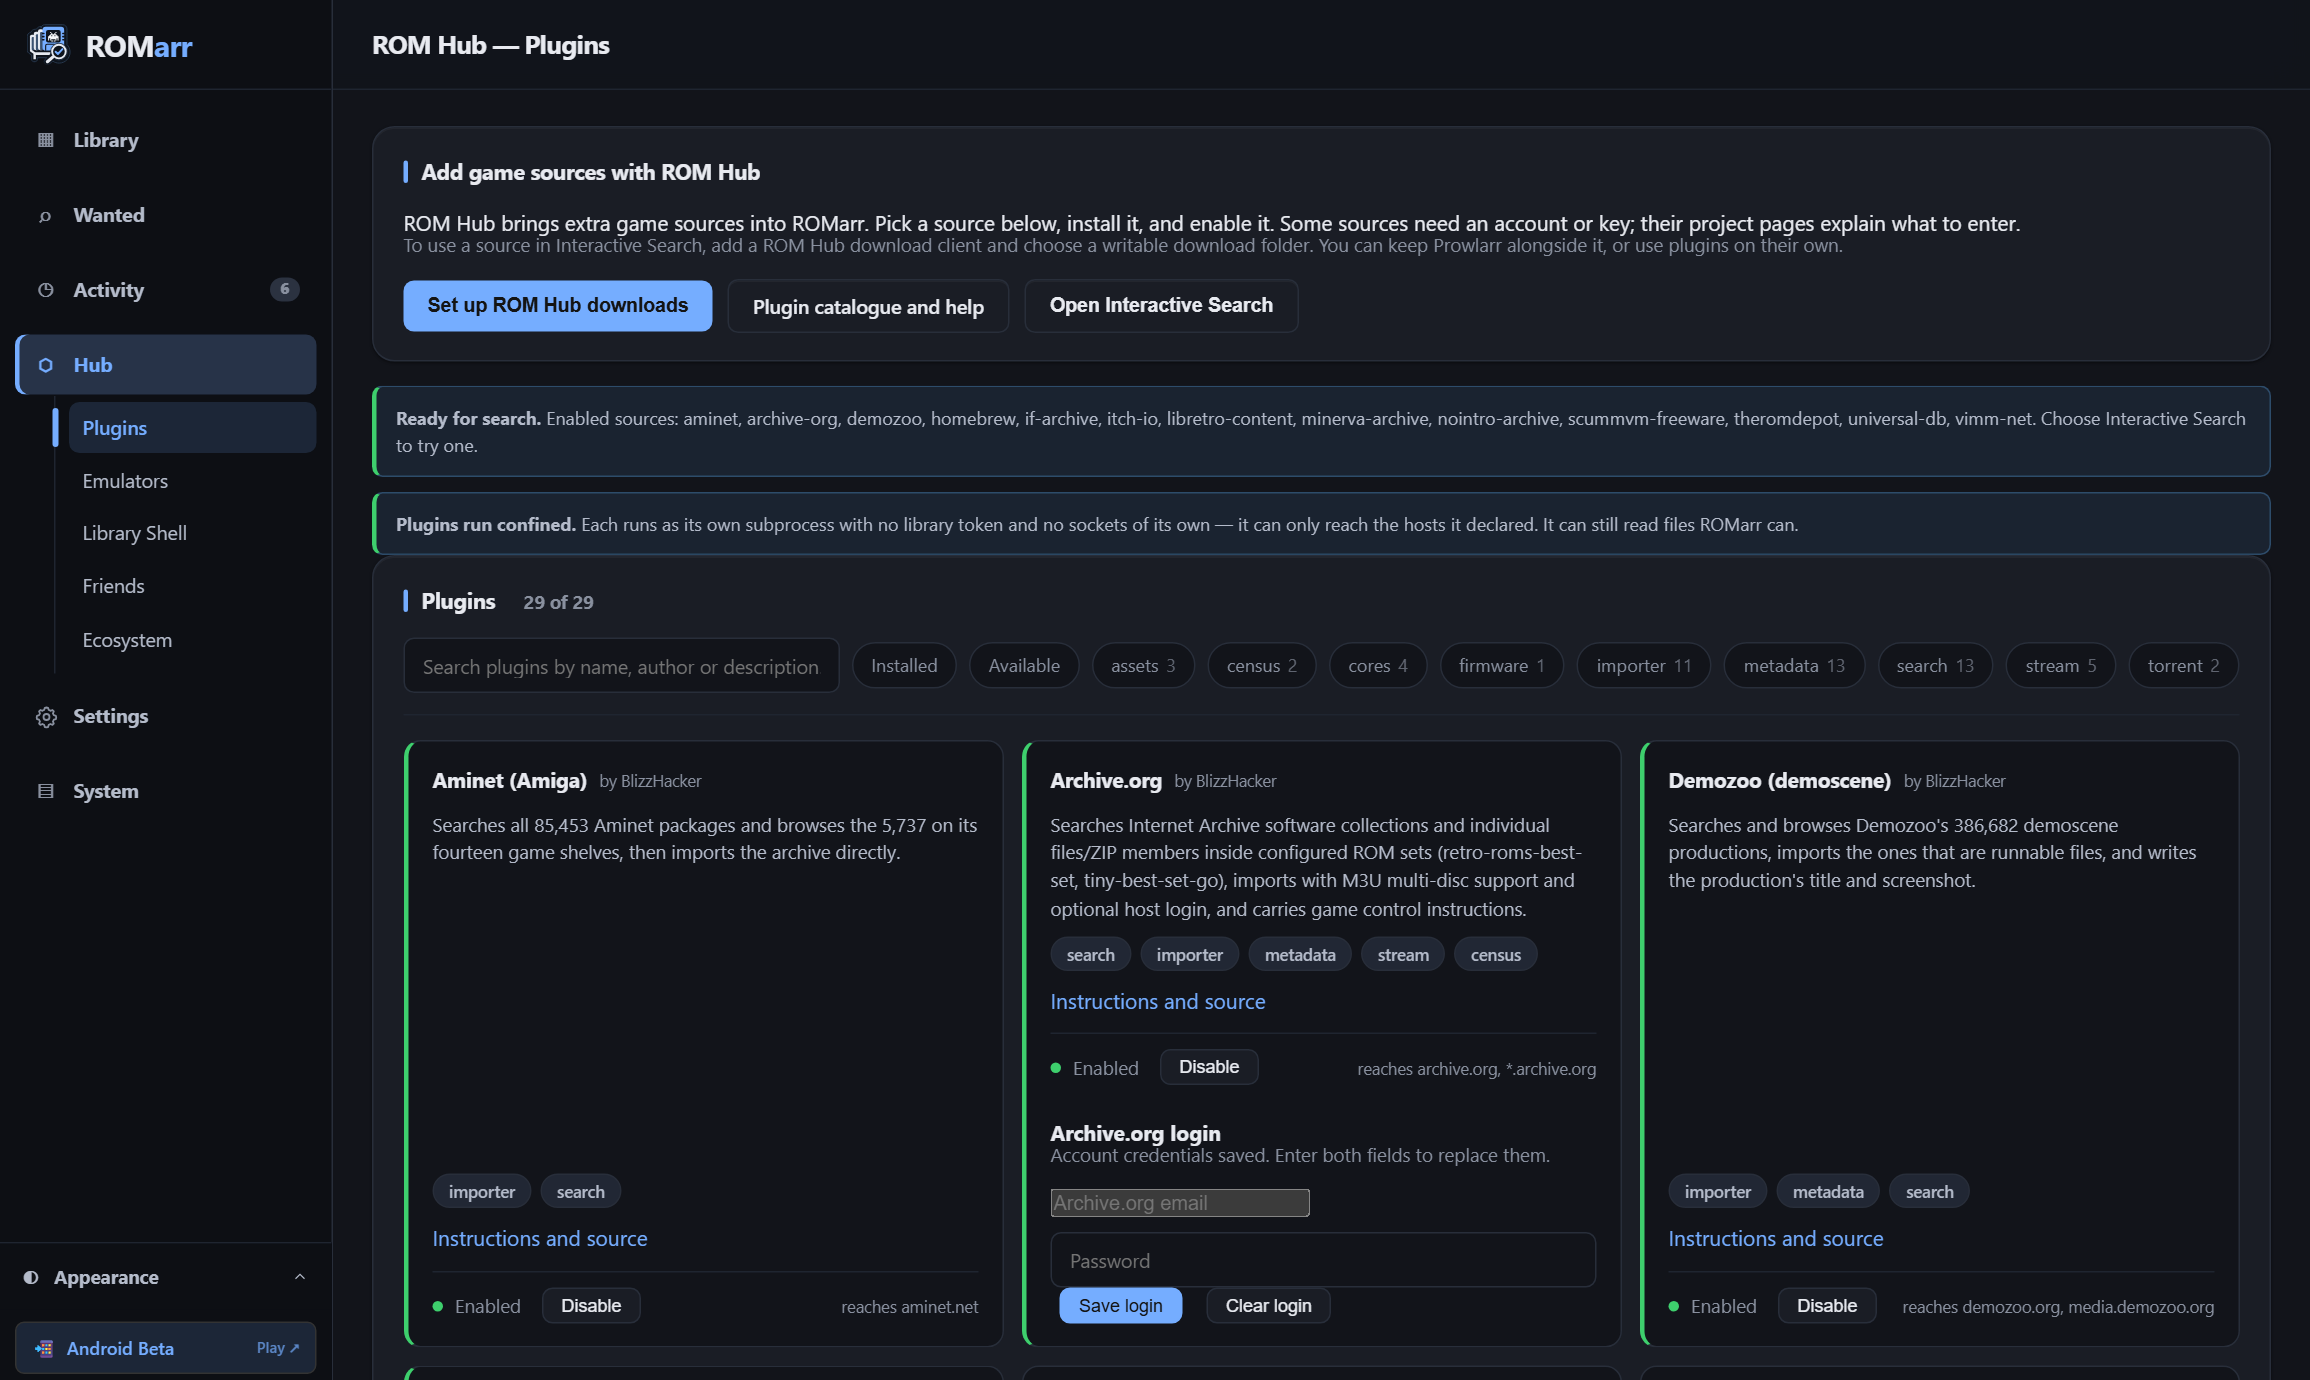 ROMarr
ROM Hub — Plugins
Library
Wanted
Activity 6
Hub
Plugins
Emulators
Library Shell
Friends
Ecosystem
Settings
System
Appearance
Android Beta Play ↗
Add game sources with ROM Hub
ROM Hub brings extra game sources into ROMarr. Pick a source below, install it, and enable it. Some sources need an account or key; their project pages explain what to enter.
To use a source in Interactive Search, add a ROM Hub download client and choose a writable download folder. You can keep Prowlarr alongside it, or use plugins on their own.
Set up ROM Hub downloads Plugin catalogue and help Open Interactive Search
Ready for search. Enabled sources: aminet, archive-org, demozoo, homebrew, if-archive, itch-io, libretro-content, minerva-archive, nointro-archive, scummvm-freeware, theromdepot, universal-db, vimm-net. Choose Interactive Search
to try one.
Plugins run confined. Each runs as its own subprocess with no library token and no sockets of its own — it can only reach the hosts it declared. It can still read files ROMarr can.
Plugins 29 of 29
Search plugins by name, author or description. Installed Available assets 3 census 2 cores 4 firmware 1 importer 11 metadata 13 search 13 stream 5 torrent 2
Aminet (Amiga) by BlizzHacker
Searches all 85,453 Aminet packages and browses the 5,737 on its
fourteen game shelves, then imports the archive directly.
importer search
Instructions and source
Enabled Disable reaches aminet.net
Archive.org by BlizzHacker
Searches Internet Archive software collections and individual
files/ZIP members inside configured ROM sets (retro-roms-best-
set, tiny-best-set-go), imports with M3U multi-disc support and
optional host login, and carries game control instructions.
search importer metadata stream census
Instructions and source
Enabled Disable reaches archive.org, *.archive.org
Archive.org login
Account credentials saved. Enter both fields to replace them.
Archive.org email
Password
Save login Clear login
Demozoo (demoscene) by BlizzHacker
Searches and browses Demozoo's 386,682 demoscene
productions, imports the ones that are runnable files, and writes
the production's title and screenshot.
importer metadata search
Instructions and source
Enabled Disable reaches demozoo.org, media.demozoo.org